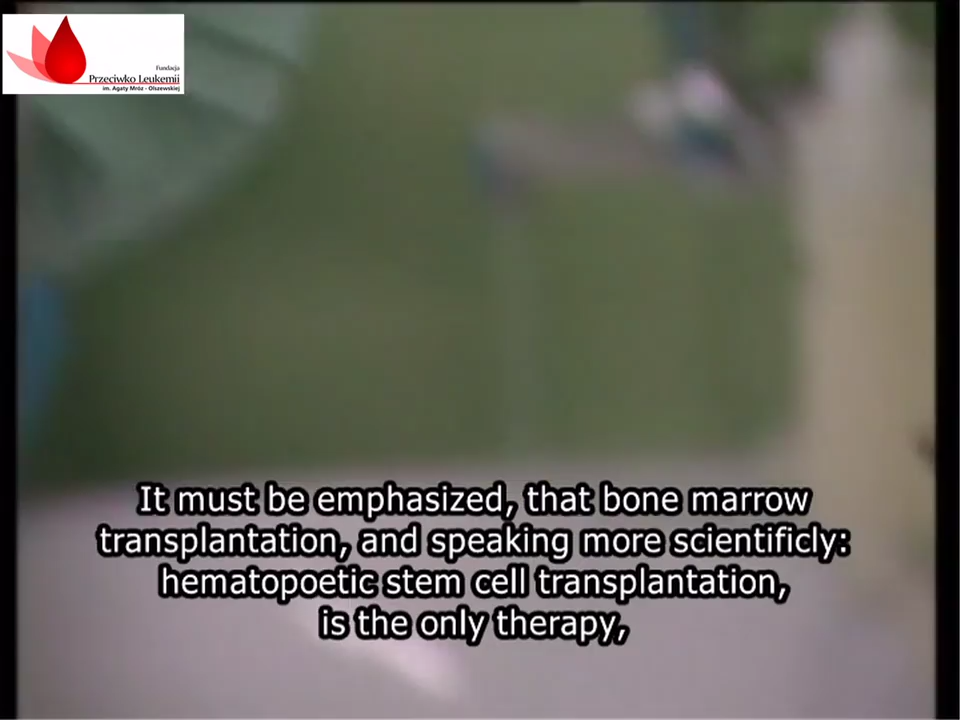 Fundacja
Przeciwko Leukemii
im. Agaty Mróz - Olszewskiej
It must be emphasized, that bone marrow
transplantation, and speaking more scientificly:
hematopoetic stem cell transplantation,
is the only therapy,